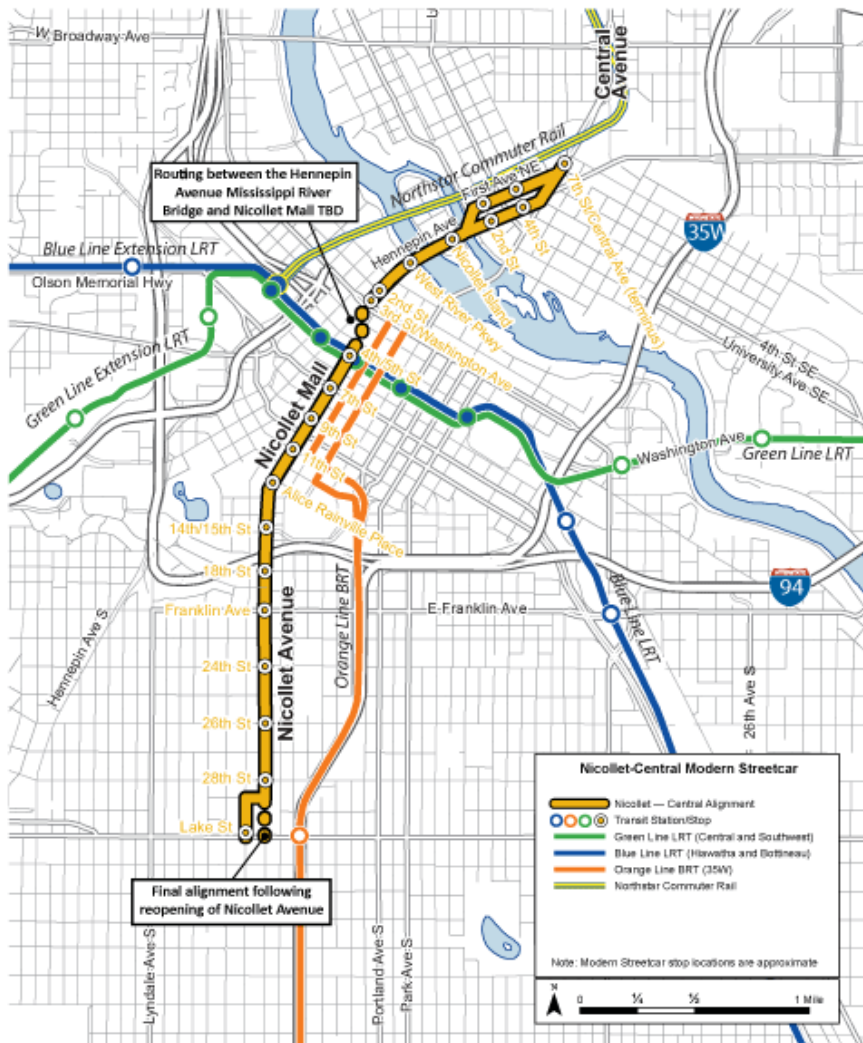 W Broadway Ave
Central
Avenue
Northstar Commuter Rail
Routing between the Hennepin
Avenue Mississippi River
Bridge and Nicollet Mall TBD
First Ave NE
7th St/Central Ave (terminus)
4th St
2nd St
INTERSTATE
35W
Hennepin Ave
Nicollet Island
West River Pkwy
Blue Line Extension LRT
Olson Memorial Hwy
2nd St
3rd St/Washington Ave
4th St SE
University Ave SE
Green Line Extension LRT
Nicollet Mall
7th St
9th St
11th St
Alice Rainville Place
Washington Ave
Green Line LRT
14th/15th St
18th St
INTERSTATE
94
Franklin Ave
E Franklin Ave
Hennepin Ave S
Orange Line BRT
Blue Line LRT
24th St
Nicollet Avenue
26th St
26th Ave S
28th St
Lake St
Final alignment following
reopening of Nicollet Avenue
Lyndale Ave S
Portland Ave S
Park Ave S
Nicollet-Central Modern Streetcar
Nicollet — Central Alignment
Transit Station/Stop
Green Line LRT (Central and Southwest)
Blue Line LRT (Hiawatha and Bottineau)
Orange Line BRT (35W)
Northstar Commuter Rail
Note: Modern Streetcar stop locations are approximate
N
0 ¼ ½ 1 Mile